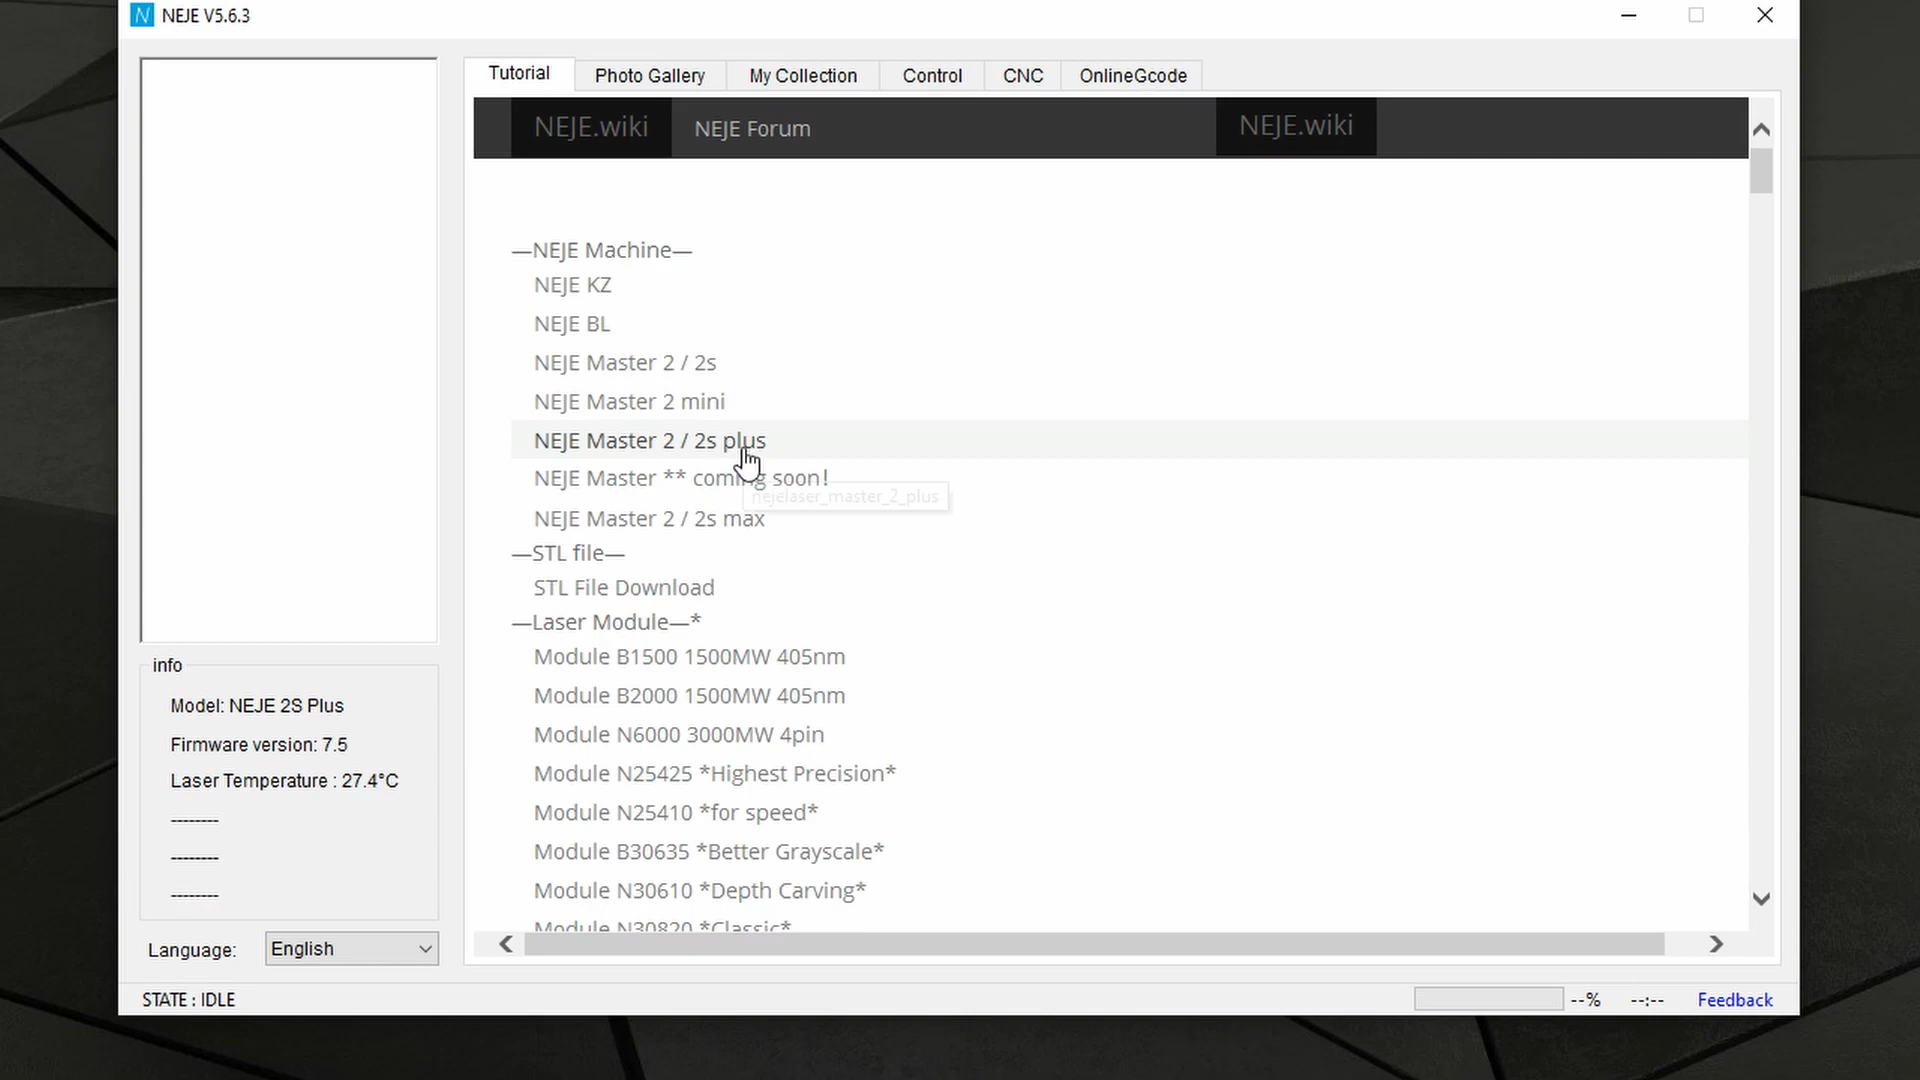 NEJE V5.6.3
Tutorial
Photo Gallery
My Collection
Control
CNC
OnlineGcode
NEJE.wiki
NEJE Forum
NEJE.wiki
—NEJE Machine—
NEJE KZ
NEJE BL
NEJE Master 2 / 2s
NEJE Master 2 mini
NEJE Master 2 / 2s plus
NEJE Master ** coming soon!
nejelaser_master_2_plus
NEJE Master 2 / 2s max
—STL file—
STL File Download
—Laser Module—*
Module B1500 1500MW 405nm
Module B2000 1500MW 405nm
Module N6000 3000MW 4pin
Module N25425 *Highest Precision*
Module N25410 *for speed*
Module B30635 *Better Grayscale*
Module N30610 *Depth Carving*
Module N30820 *Classic*
info
Model: NEJE 2S Plus
Firmware version: 7.5
Laser Temperature : 27.4°C
--------
--------
--------
Language:
English
STATE : IDLE
--%
--:--
Feedback